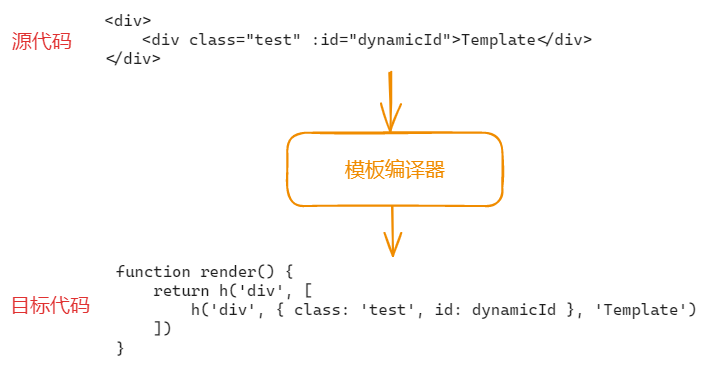 源代码
<div>
    <div class="test" :id="dynamicId">Template</div>
</div>
模板编译器
目标代码
function render() {
    return h('div', [
        h('div', { class: 'test', id: dynamicId }, 'Template')
    ])
}